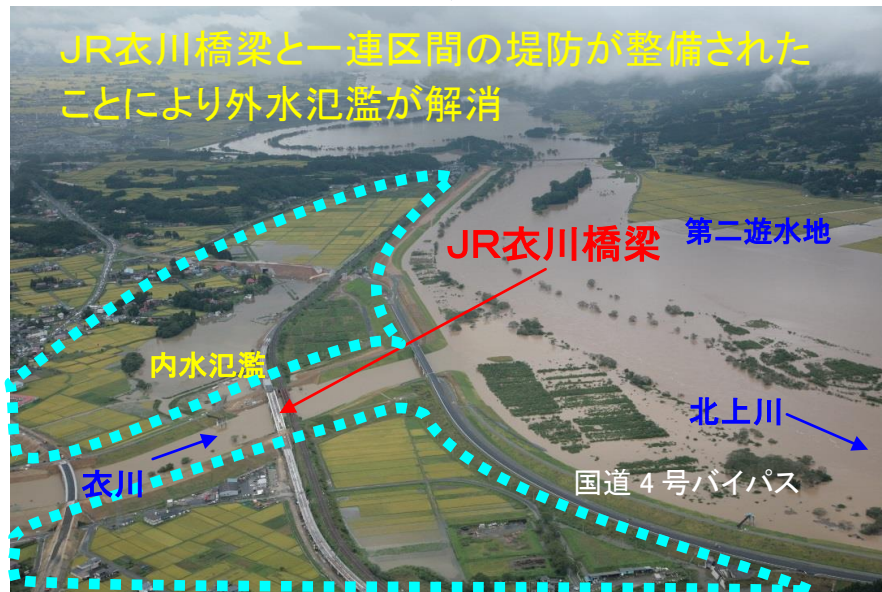 JR衣川橋梁と一連区間の堤防が整備された
ことにより外水氾濫が解消
JR衣川橋梁
第二遊水地
内水氾濫
北上川
衣川
国道4号バイパス